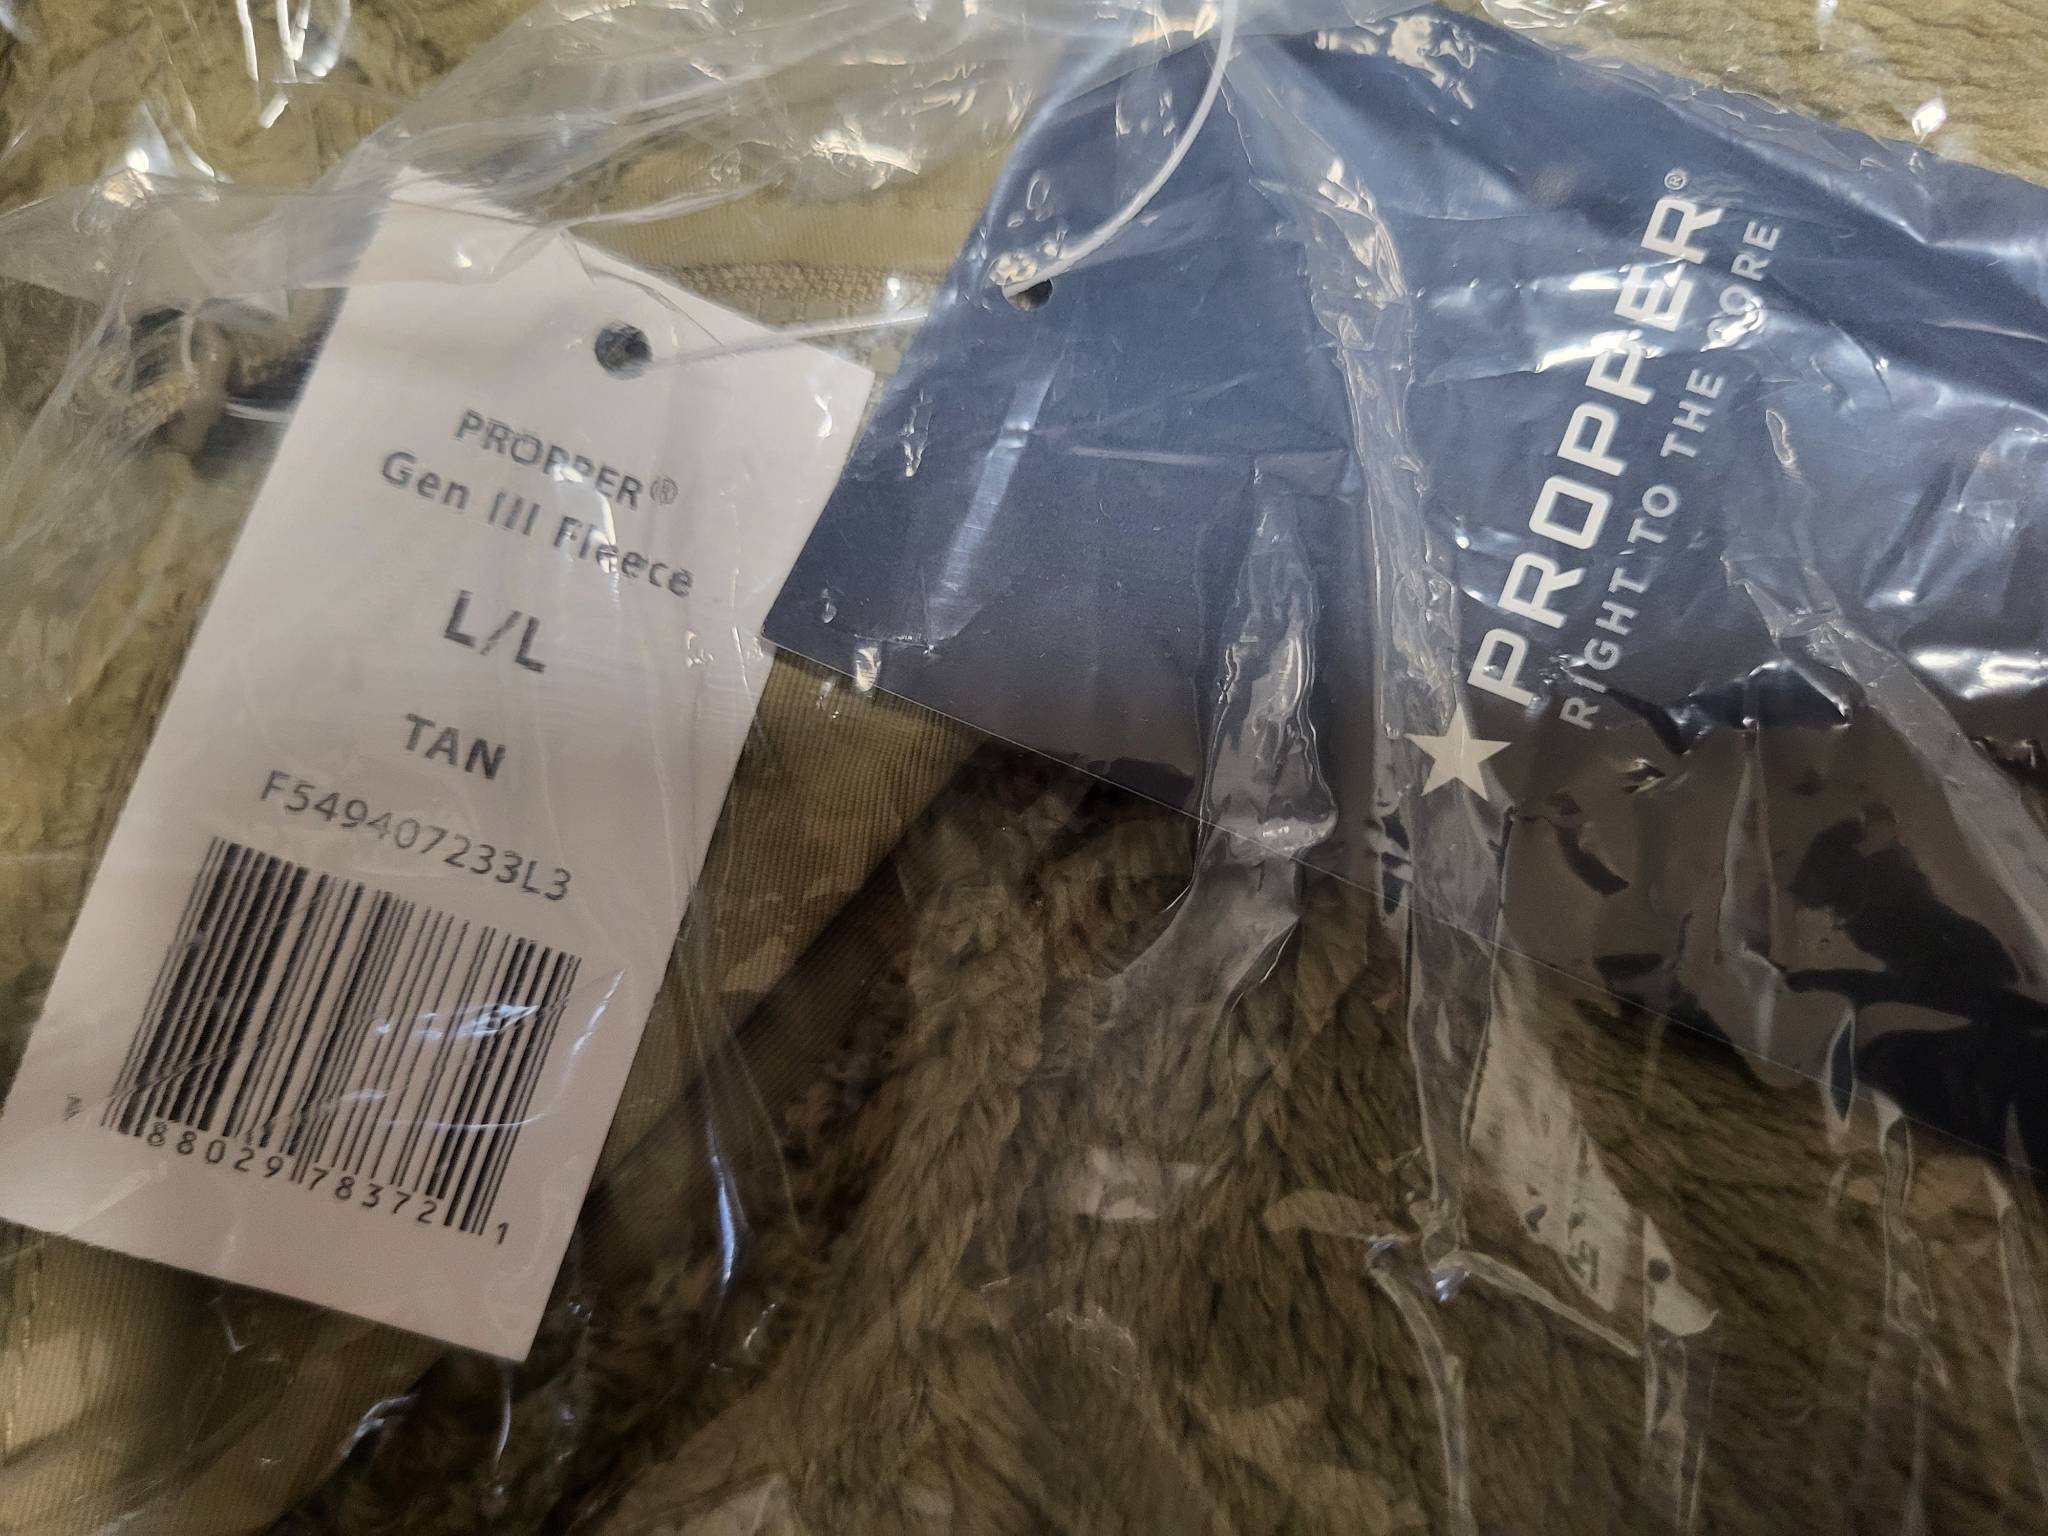 PROPPER®
Gen III Fleece
L/L
TAN
F549407233L3
88029 78372 1
PROPPER®
RIGHT TO THE CORE